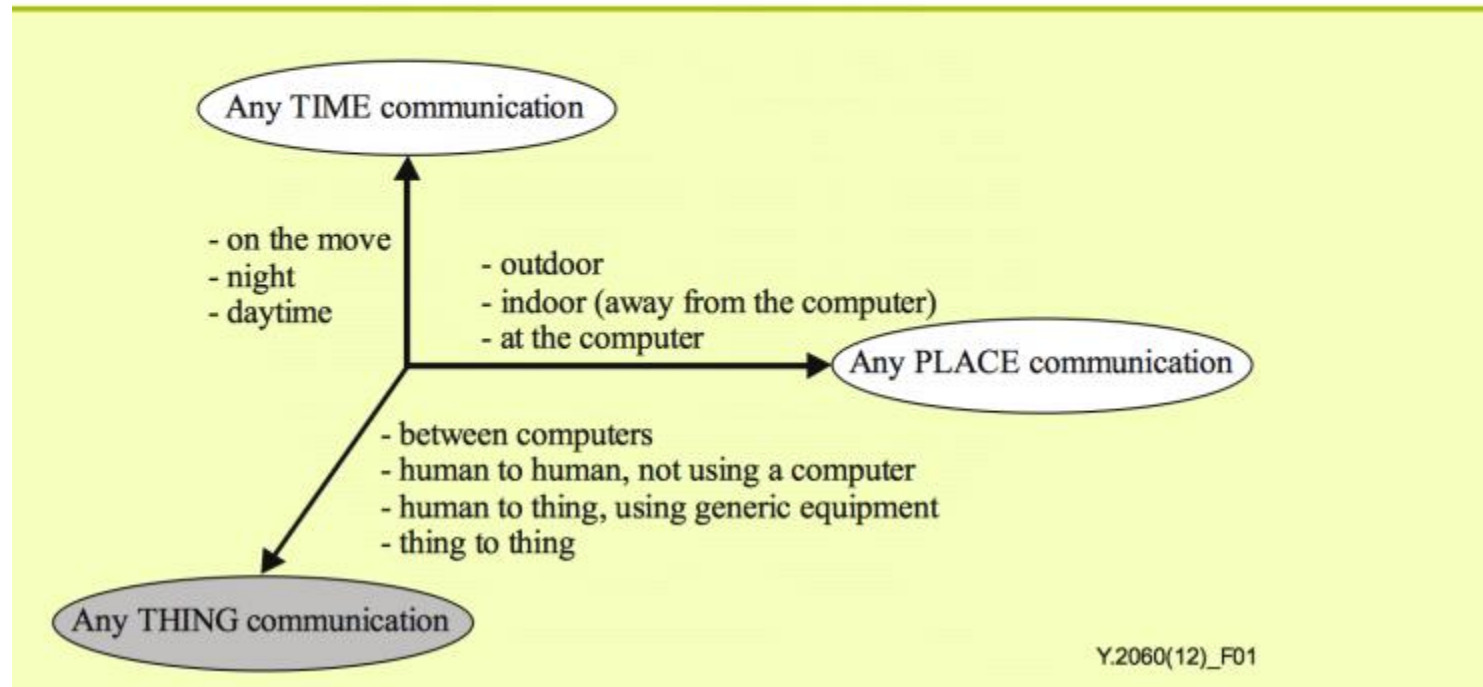 Any TIME communication
- on the move
- night
- daytime
- outdoor
- indoor (away from the computer)
- at the computer
Any PLACE communication
- between computers
- human to human, not using a computer
- human to thing, using generic equipment
- thing to thing
Any THING communication
Y.2060(12)_F01